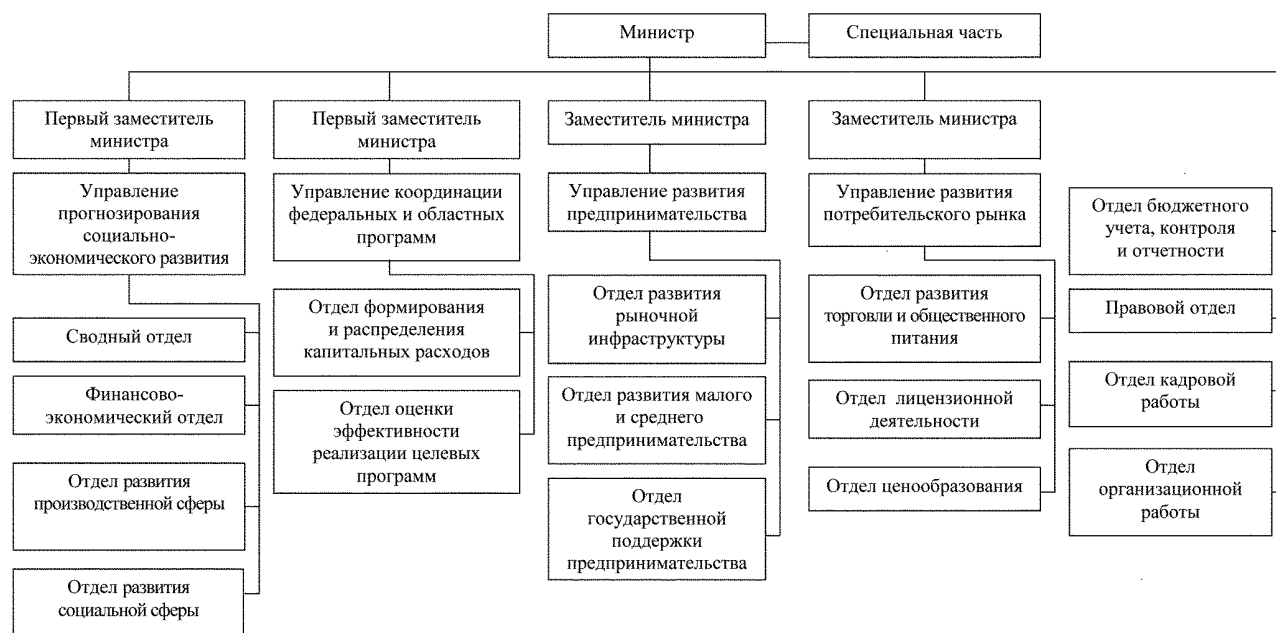 Министр
Специальная часть
Первый заместитель
министра
Первый заместитель
министра
Заместитель министра
Заместитель министра
Управление
прогнозирования
социально-
экономического развития
Управление координации
федеральных и областных
программ
Управление развития
предпринимательства
Управление развития
потребительского рынка
Отдел бюджетного
учета, контроля
и отчетности
Сводный отдел
Финансово-
экономический отдел
Отдел развития
производственной сферы
Отдел развития
социальной сферы
Отдел формирования
и распределения
капитальных расходов
Отдел оценки
эффективности
реализации целевых
программ
Отдел развития
рыночной
инфраструктуры
Отдел развития малого
и среднего
предпринимательства
Отдел
государственной
поддержки
предпринимательства
Отдел развития
торговли и общественного
питания
Отдел лицензионной
деятельности
Отдел ценообразования
Правовой отдел
Отдел кадровой
работы
Отдел
организационной
работы